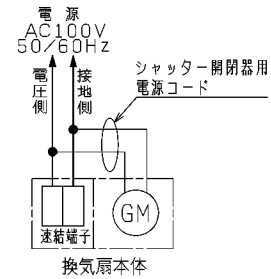 電源
AC100V
50/60Hz
電圧側
接地側
シャッター開閉器用
電源コード
GM
速結端子
換気扇本体